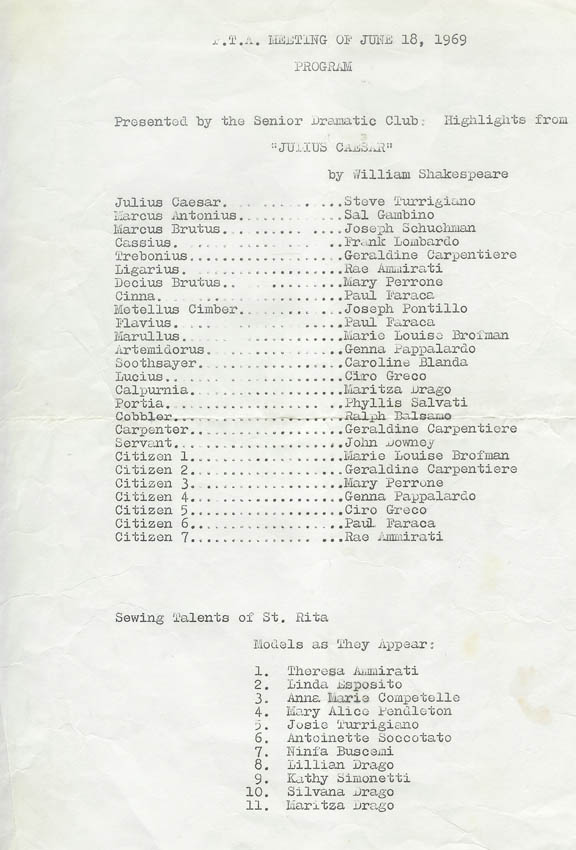 P.T.A. MEETING OF JUNE 18, 1969
PROGRAM
Presented by the Senior Dramatic Club: Highlights from
"JULIUS CAESAR"
by William Shakespeare
Julius Caesar..............Steve Turrigiano
Marcus Antonius..............Sal Gambino
Marcus Brutus..............Joseph Schuchman
Cassius..............Frank Lombardo
Trebonius..............Geraldine Carpentiere
Ligarius..............Rae Ammirati
Decius Brutus..............Mary Perrone
Cinna..............Paul Faraca
Metellus Cimber..............Joseph Pontillo
Flavius..............Paul Faraca
Marullus..............Marie Louise Brofman
Artemidorus..............Genna Pappalardo
Soothsayer..............Caroline Blanda
Lucius..............Ciro Greco
Calpurnia..............Maritza Drago
Portia..............Phyllis Salvati
Cobbler..............Ralph Balsamo
Carpenter..............Geraldine Carpentiere
Servant..............John Downey
Citizen 1..............Marie Louise Brofman
Citizen 2..............Geraldine Carpentiere
Citizen 3..............Mary Perrone
Citizen 4..............Genna Pappalardo
Citizen 5..............Ciro Greco
Citizen 6..............Paul Faraca
Citizen 7..............Rae Ammirati
Sewing Talents of St. Rita
Models as They Appear:
1. Theresa Ammirati
2. Linda Esposito
3. Anna Marie Competelle
4. Mary Alice Pendleton
5. Josie Turrigiano
6. Antoinette Soccotato
7. Ninfa Buscemi
8. Lillian Drago
9. Kathy Simonetti
10. Silvana Drago
11. Maritza Drago